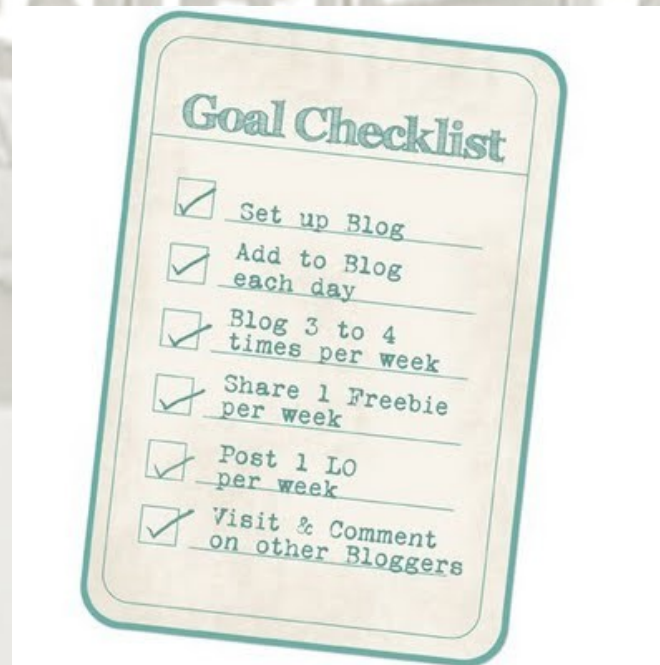 Goal Checklist
Set up Blog
Add to Blog
each day
Blog 3 to 4
times per week
Share 1 Freebie
per week
Post 1 LO
per week
Visit & Comment
on other Bloggers